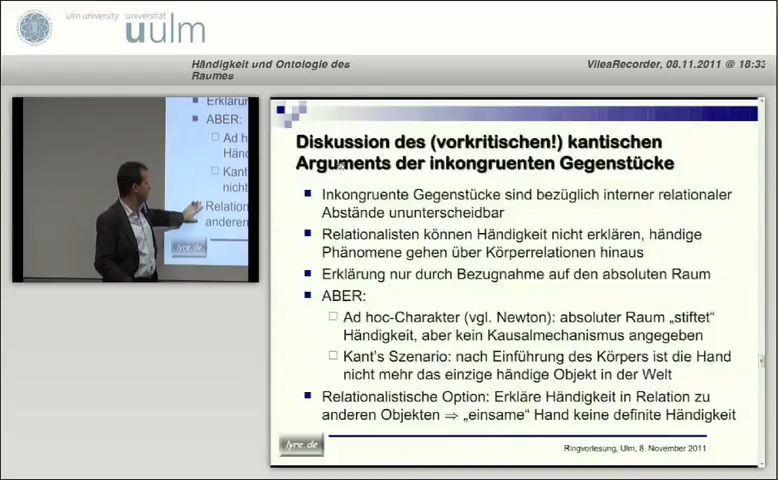 ulm university universität
uulm
Händigkeit und Ontologie des
Raumes
VileaRecorder, 08.11.2011 @ 18:33
Erklärun
ABER:
Ad h
Händ
Kant
nicht
Relation
anderen
lyre.de
Diskussion des (vorkritischen!) kantischen
Arguments der inkongruenten Gegenstücke
Inkongruente Gegenstücke sind bezüglich interner relationaler
Abstände ununterscheidbar
Relationalisten können Händigkeit nicht erklären, händige
Phänomene gehen über Körperrelationen hinaus
Erklärung nur durch Bezugnahme auf den absoluten Raum
ABER:
Ad hoc-Charakter (vgl. Newton): absoluter Raum „stiftet“
Händigkeit, aber kein Kausalmechanismus angegeben
Kant's Szenario: nach Einführung des Körpers ist die Hand
nicht mehr das einzige händige Objekt in der Welt
Relationalistische Option: Erkläre Händigkeit in Relation zu
anderen Objekten ⇒ „einsame“ Hand keine definite Händigkeit
lyre.de
Ringvorlesung, Ulm, 8. November 2011